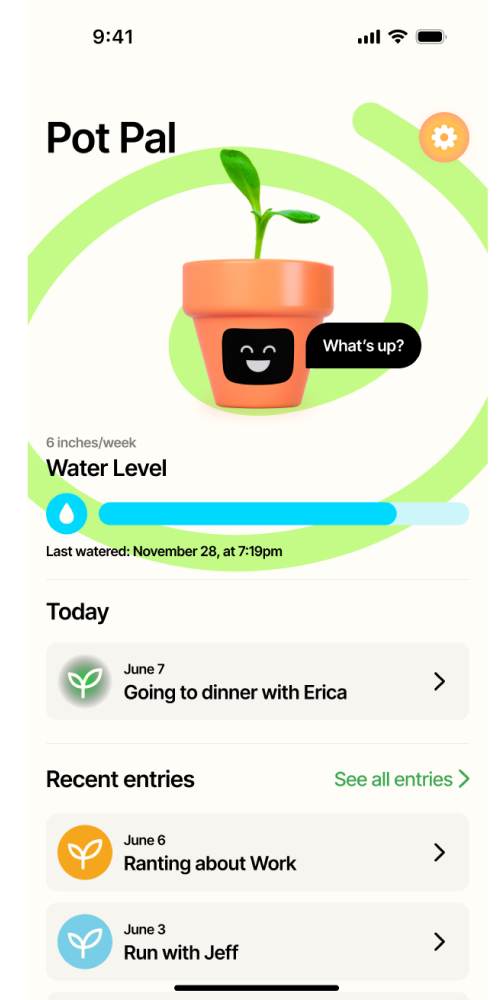 9:41
Pot Pal
What's up?
6 inches/week
Water Level
Last watered: November 28, at 7:19pm
Today
June 7
Going to dinner with Erica
Recent entries
See all entries
June 6
Ranting about Work
June 3
Run with Jeff